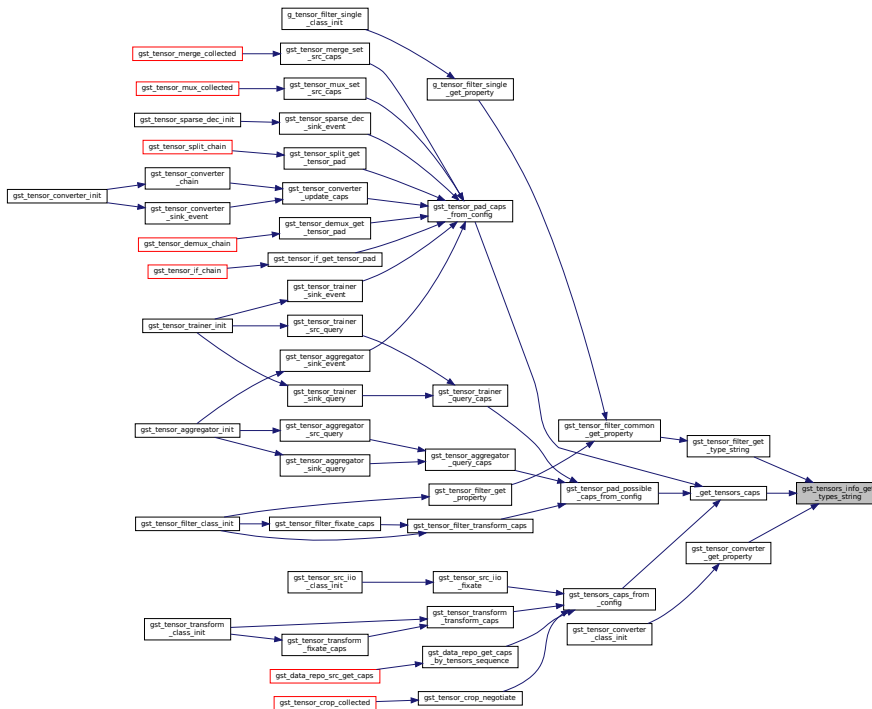 g_tensor_filter_single
_class_init
gst_tensor_merge_set
_src_caps
gst_tensor_merge_collected
g_tensor_filter_single
_get_property
gst_tensor_mux_set
_src_caps
gst_tensor_mux_collected
gst_tensor_sparse_dec
_sink_event
gst_tensor_sparse_dec_init
gst_tensor_split_chain
gst_tensor_split_get
_tensor_pad
gst_tensor_converter
_chain
gst_tensor_converter
_update_caps
gst_tensor_converter_init
gst_tensor_converter
_sink_event
gst_tensor_pad_caps
_from_config
gst_tensor_demux_get
_tensor_pad
gst_tensor_demux_chain
gst_tensor_if_get_tensor_pad
gst_tensor_if_chain
gst_tensor_trainer
_sink_event
gst_tensor_trainer_init
gst_tensor_trainer
_src_query
gst_tensor_aggregator
_sink_event
gst_tensor_trainer
_sink_query
gst_tensor_trainer
_query_caps
gst_tensor_aggregator_init
gst_tensor_aggregator
_src_query
gst_tensor_filter_common
_get_property
gst_tensor_filter_get
_type_string
gst_tensor_aggregator
_sink_query
gst_tensor_aggregator
_query_caps
gst_tensor_filter_get
_property
gst_tensor_pad_possible
_caps_from_config
_get_tensors_caps
gst_tensors_info_get
_types_string
gst_tensor_filter_class_init
gst_tensor_filter_fixate_caps
gst_tensor_filter_transform_caps
gst_tensor_converter
_get_property
gst_tensor_src_iio
_class_init
gst_tensor_src_iio
_fixate
gst_tensors_caps_from
_config
gst_tensor_transform
_class_init
gst_tensor_transform
_transform_caps
gst_tensor_converter
_class_init
gst_tensor_transform
_fixate_caps
gst_data_repo_get_caps
_by_tensors_sequence
gst_data_repo_src_get_caps
gst_tensor_crop_collected
gst_tensor_crop_negotiate